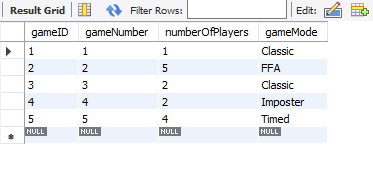 Result Grid Filter Rows: Edit:
gameID gameNumber numberOfPlayers gameMode
1 1 1 Classic
2 2 5 FFA
3 3 2 Classic
4 4 2 Imposter
5 5 4 Timed
NULL NULL NULL NULL